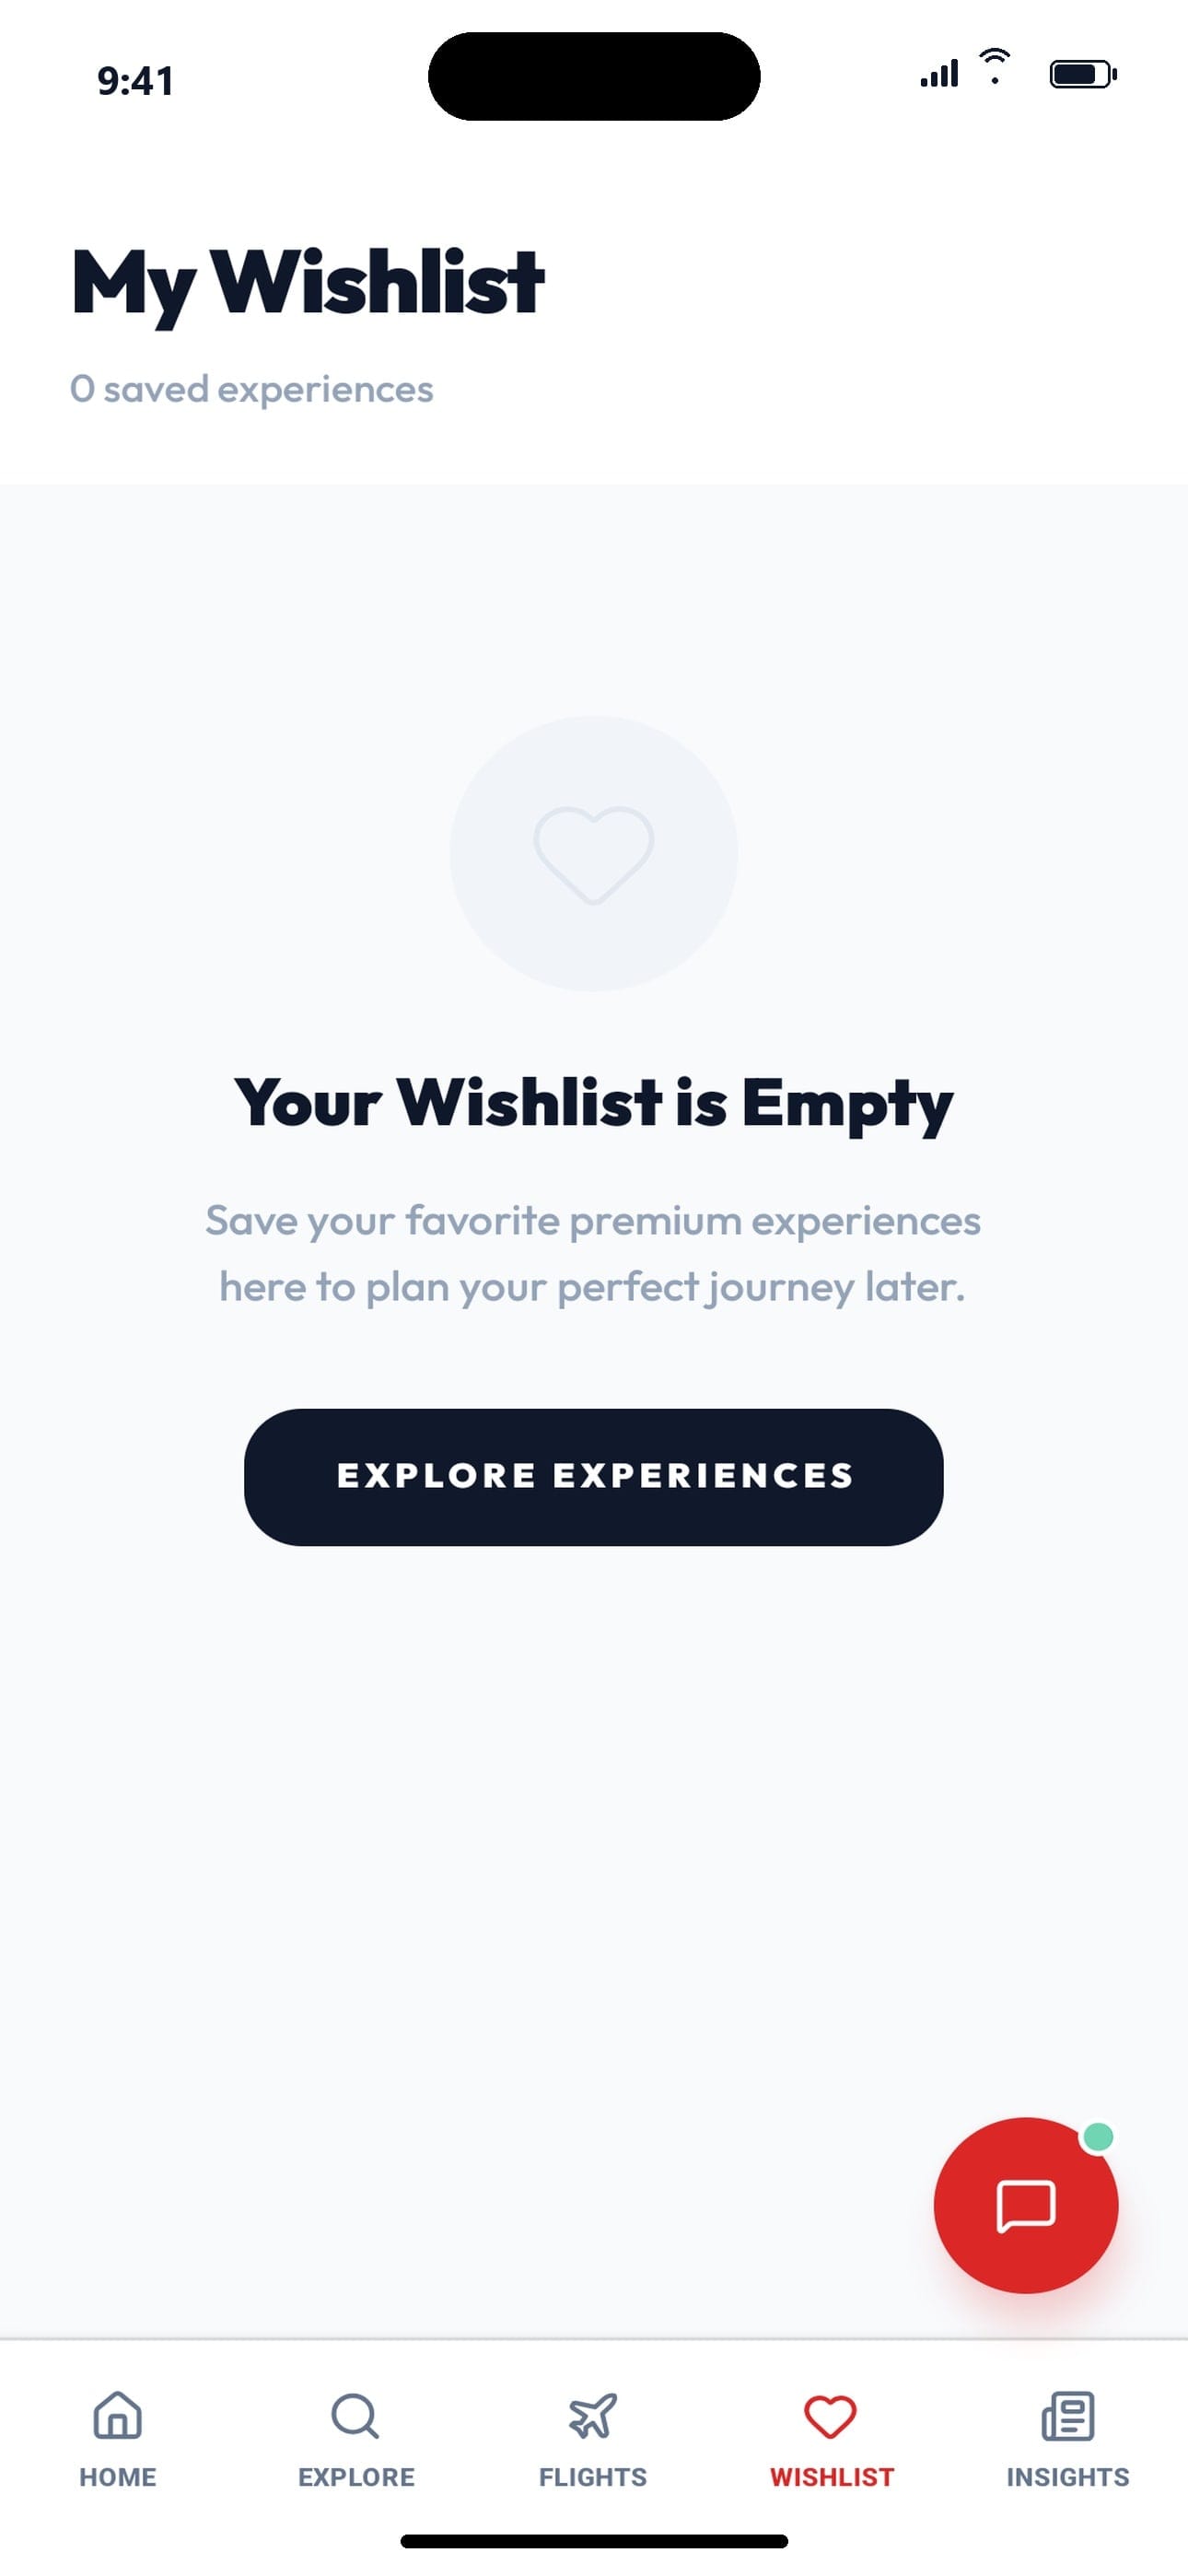 9:41
My Wishlist
0 saved experiences
Your Wishlist is Empty
Save your favorite premium experiences
here to plan your perfect journey later.
EXPLORE EXPERIENCES
HOME
EXPLORE
FLIGHTS
WISHLIST
INSIGHTS